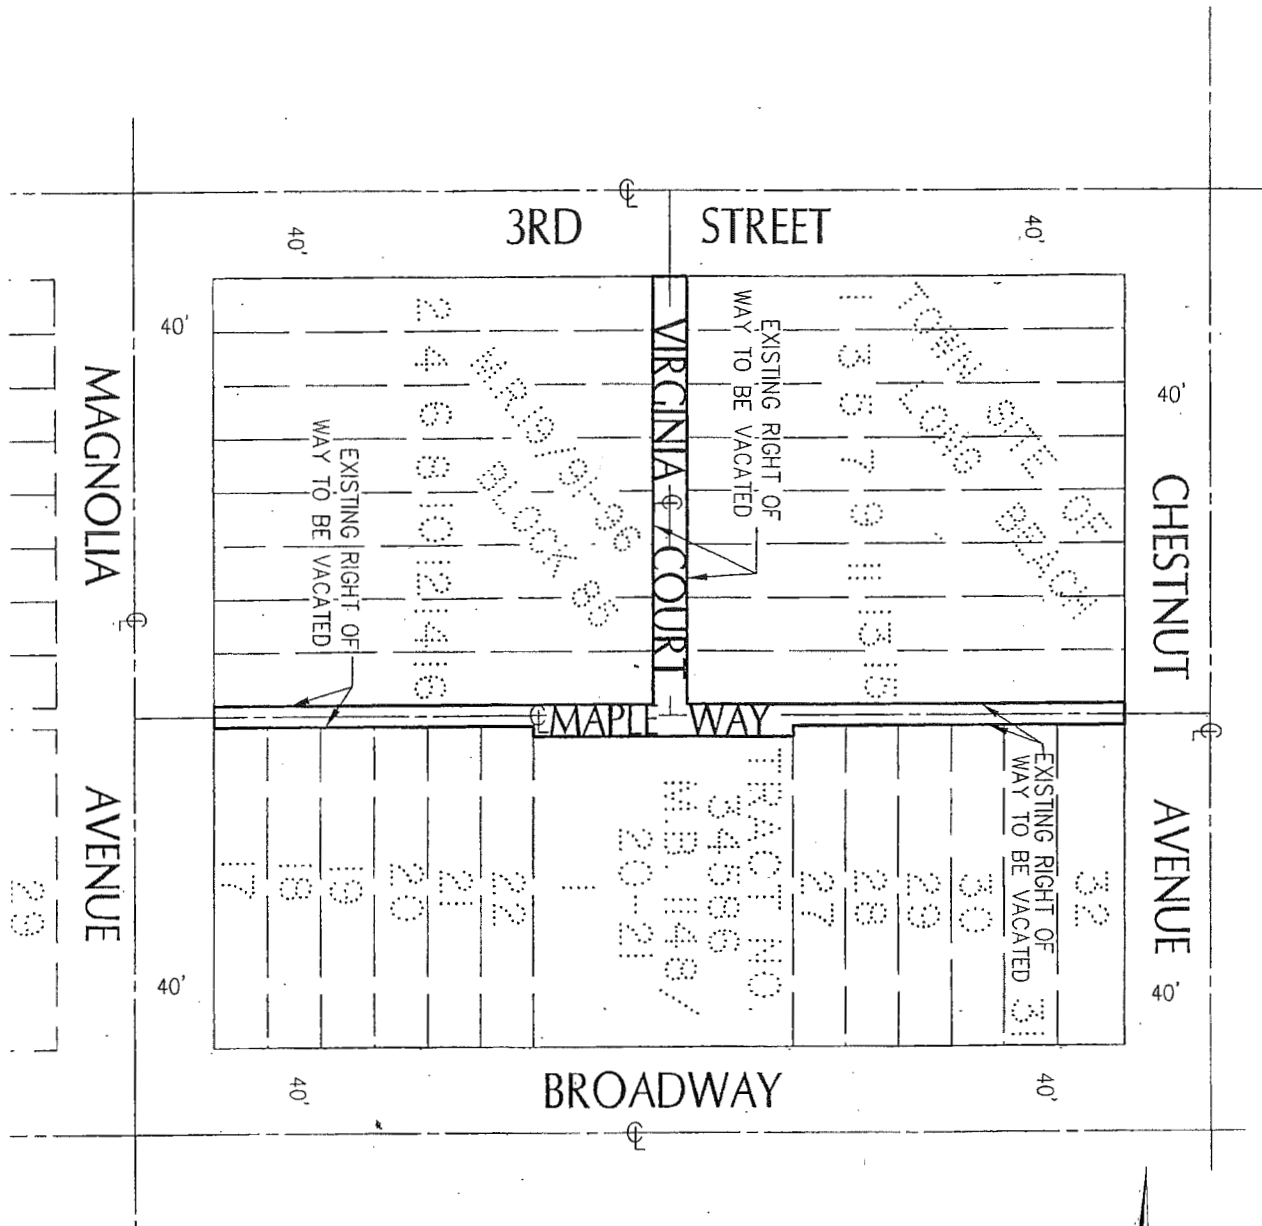 3RD STREET
40'
40'
40'
40'
VIRGINIA COURT
EXISTING RIGHT OF
WAY TO BE VACATED
EXISTING RIGHT OF
WAY TO BE VACATED
2 4 6 8 10 12 14 16
M.R. 19/91-96
BLOCK 85
1 3 5 7 9 11 13 15
TOWN SITE OF
LONG BEACH
MAGNOLIA AVENUE
CHESTNUT AVENUE
MAPLE WAY
EXISTING RIGHT OF
WAY TO BE VACATED
17
18
19
20
21
22
1
TRACT NO
34586
M.B. 1148/
20-21
27
28
29
30
31
32
29
40'
40'
40'
40'
BROADWAY